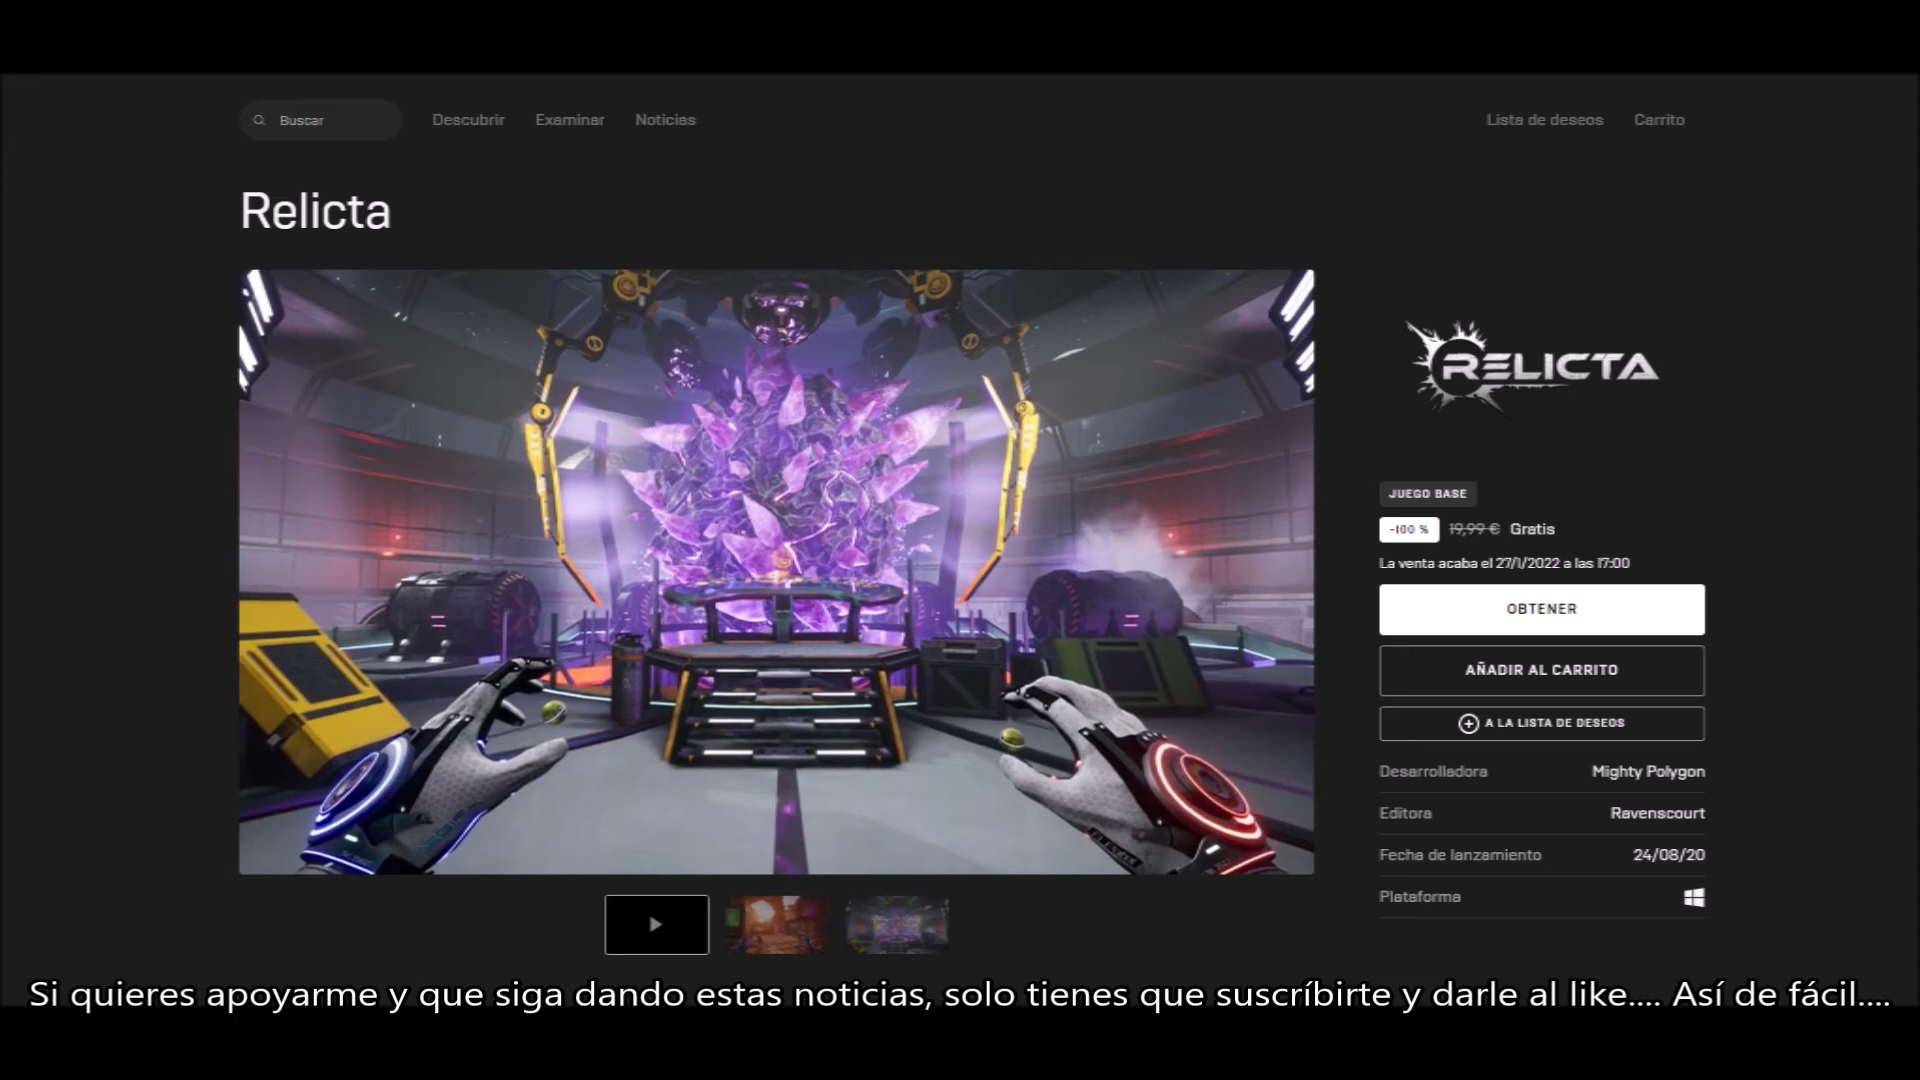 Buscar
Descubrir
Examinar
Noticias
Lista de deseos
Carrito
Relicta
RELICTA
JUEGO BASE
-100 % 19,99 € Gratis
La venta acaba el 27/1/2022 a las 17:00
OBTENER
AÑADIR AL CARRITO
A LA LISTA DE DESEOS
Desarrolladora Mighty Polygon
Editora Ravenscourt
Fecha de lanzamiento 24/08/20
Plataforma
Si quieres apoyarme y que siga dando estas noticias, solo tienes que suscríbirte y darle al like.... Así de fácil....